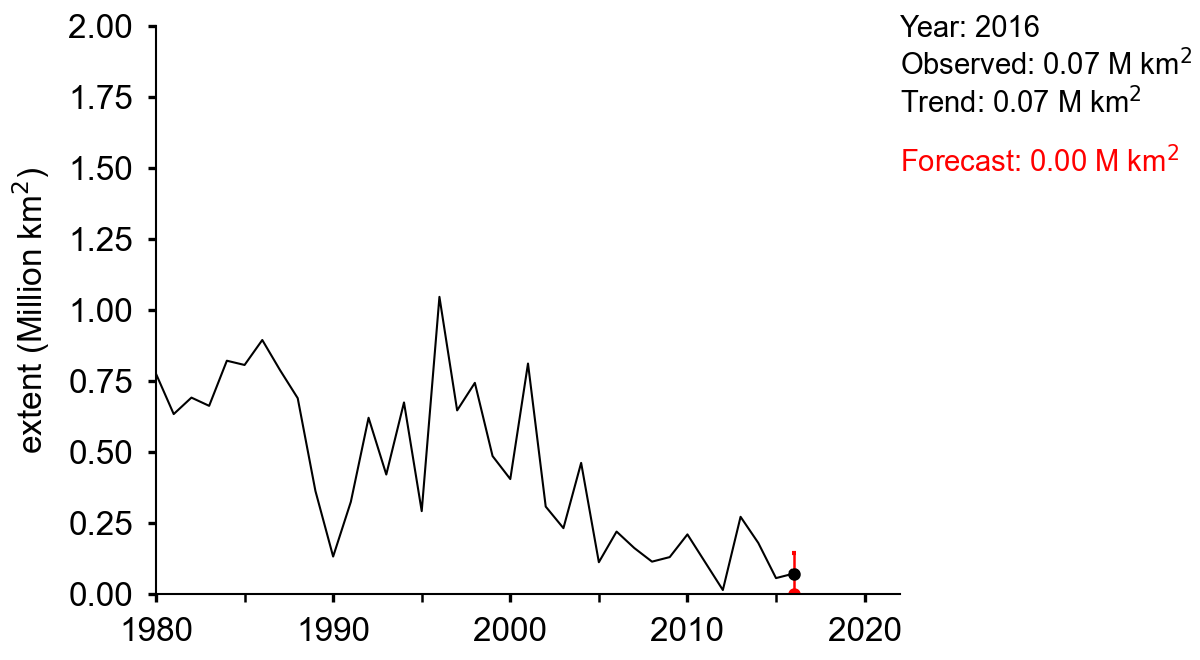 2.00
1.75
1.50
1.25
1.00
0.75
0.50
0.25
0.00
extent (Million km²)
1980
1990
2000
2010
2020
Year: 2016
Observed: 0.07 M km²
Trend: 0.07 M km²
Forecast: 0.00 M km²